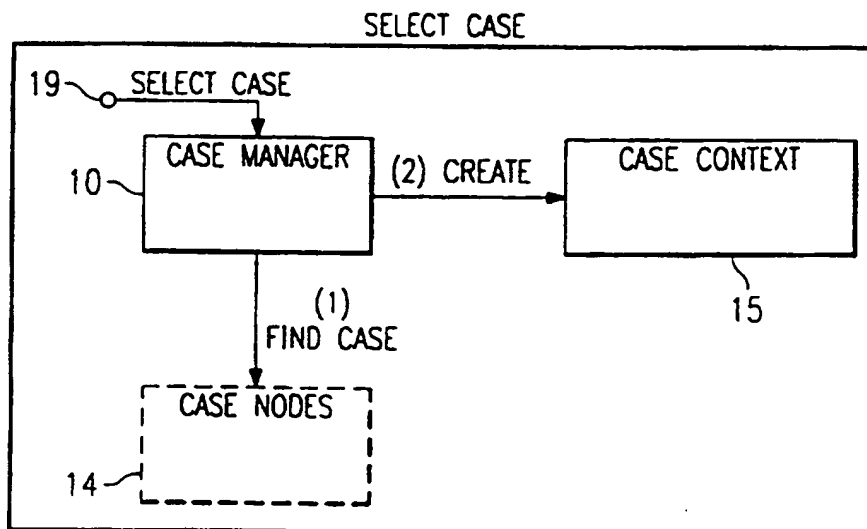 SELECT CASE
19
SELECT CASE
CASE MANAGER
10
(2) CREATE
CASE CONTEXT
15
(1)
FIND CASE
CASE NODES
14